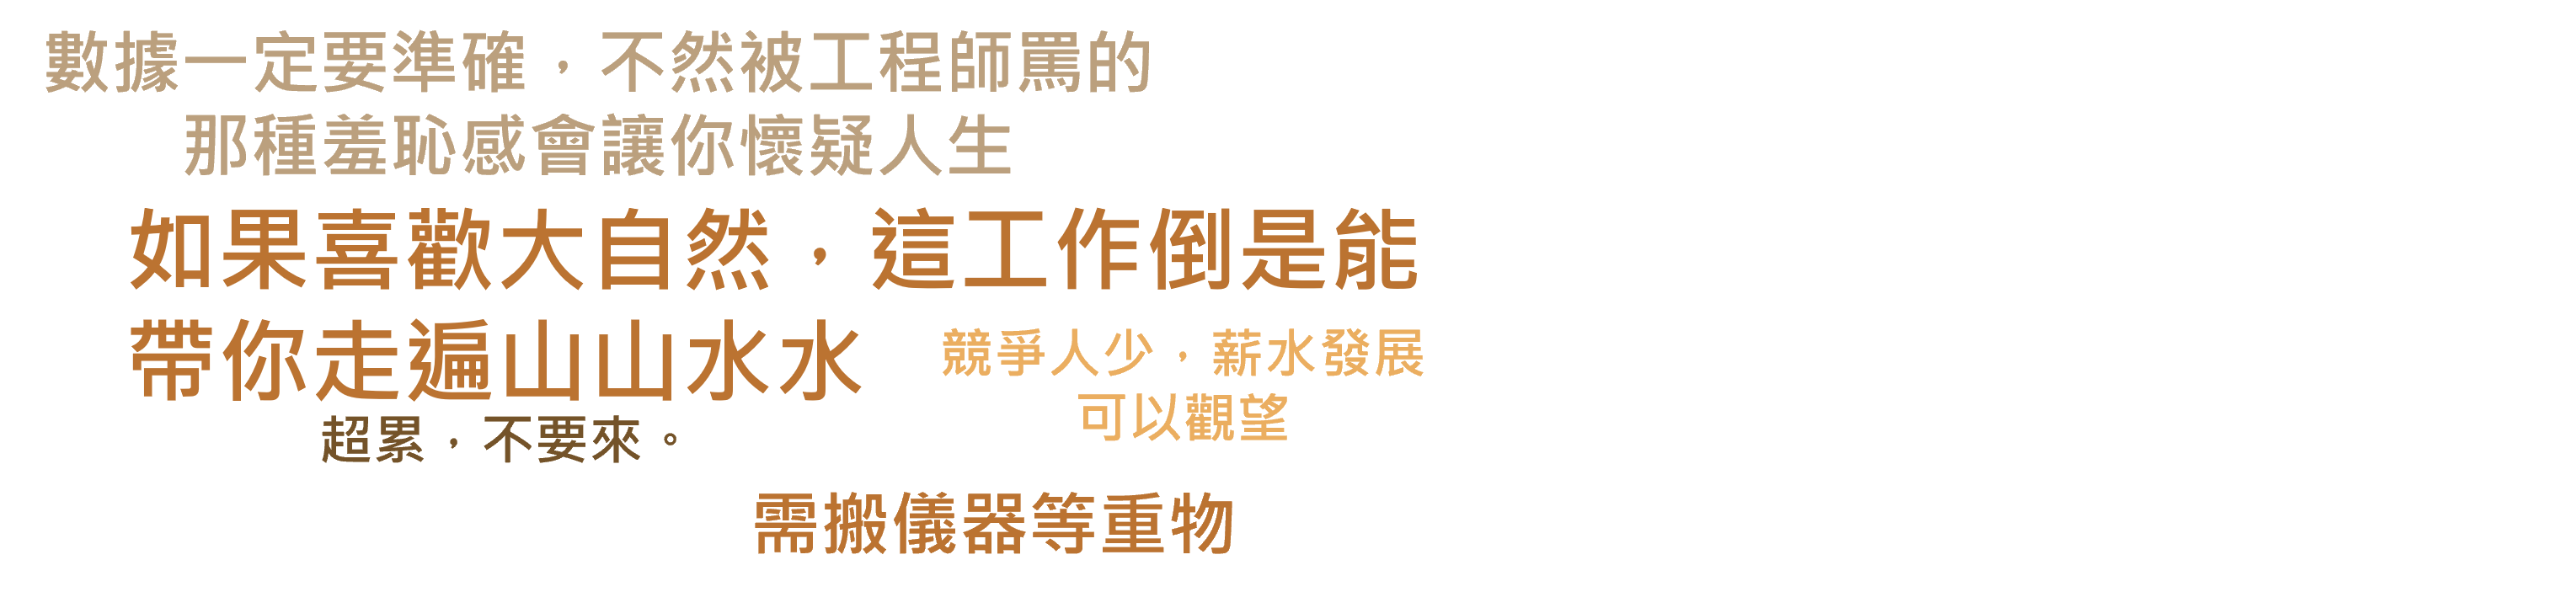 數據一定要準確，不然被工程師罵的
那種羞恥感會讓你懷疑人生
如果喜歡大自然，這工作倒是能
帶你走遍山山水水
競爭人少，薪水發展
可以觀望
超累，不要來。
需搬儀器等重物